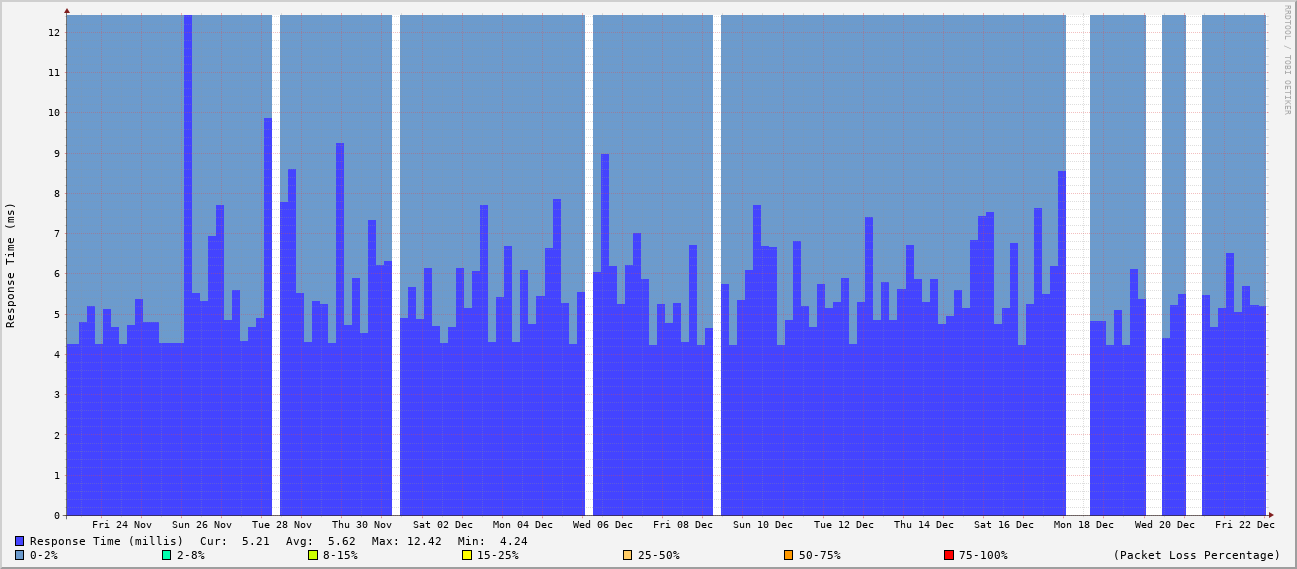 RRDTOOL / TOBI OETIKER
Response Time (ms)
12
11
10
9
8
7
6
5
4
3
2
1
0
Fri 24 Nov Sun 26 Nov Tue 28 Nov Thu 30 Nov Sat 02 Dec Mon 04 Dec Wed 06 Dec Fri 08 Dec Sun 10 Dec Tue 12 Dec Thu 14 Dec Sat 16 Dec Mon 18 Dec Wed 20 Dec Fri 22 Dec
Response Time (millis) Cur: 5.21 Avg: 5.62 Max: 12.42 Min: 4.24
0-2% 2-8% 8-15% 15-25% 25-50% 50-75% 75-100% (Packet Loss Percentage)